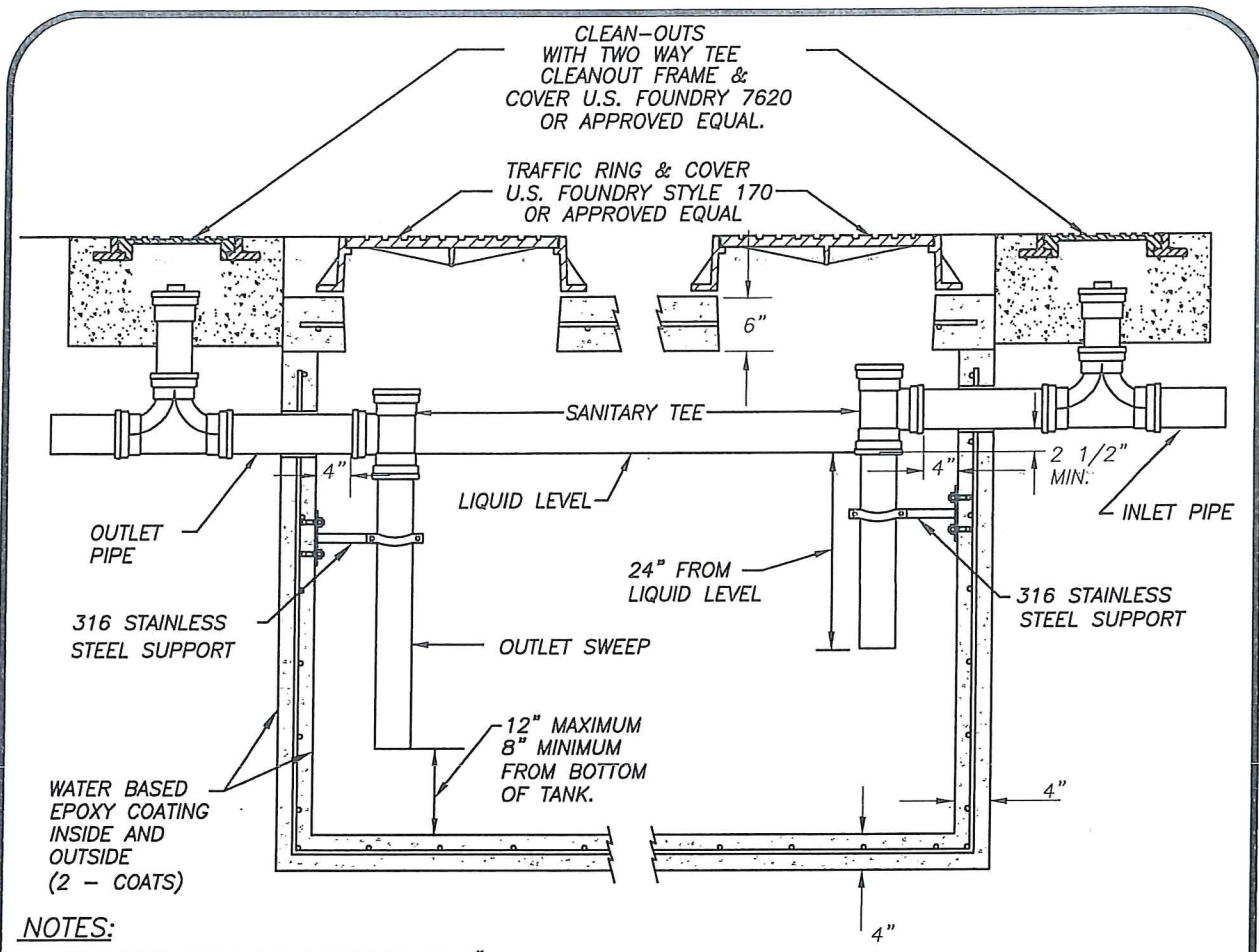 CLEAN-OUTS
WITH TWO WAY TEE
CLEANOUT FRAME &
COVER U.S. FOUNDRY 7620
OR APPROVED EQUAL.
TRAFFIC RING & COVER
U.S. FOUNDRY STYLE 170
OR APPROVED EQUAL
6"
SANITARY TEE
4"
4"
2 1/2"
MIN.
LIQUID LEVEL
INLET PIPE
OUTLET
PIPE
24" FROM
LIQUID LEVEL
316 STAINLESS
STEEL SUPPORT
316 STAINLESS
STEEL SUPPORT
OUTLET SWEEP
12" MAXIMUM
8" MINIMUM
FROM BOTTOM
OF TANK.
WATER BASED
EPOXY COATING
INSIDE AND
OUTSIDE
(2 - COATS)
4"
4"
NOTES: